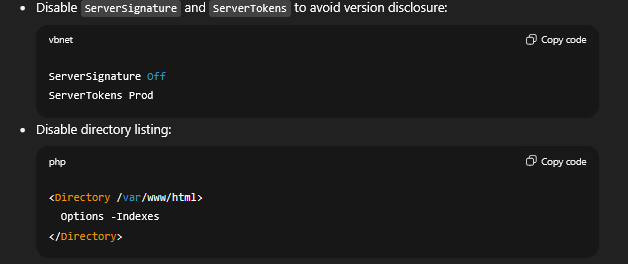 • Disable ServerSignature and ServerTokens to avoid version disclosure:
vbnet Copy code
ServerSignature Off
ServerTokens Prod
• Disable directory listing:
php Copy code
<Directory /var/www/html>
  Options -Indexes
</Directory>